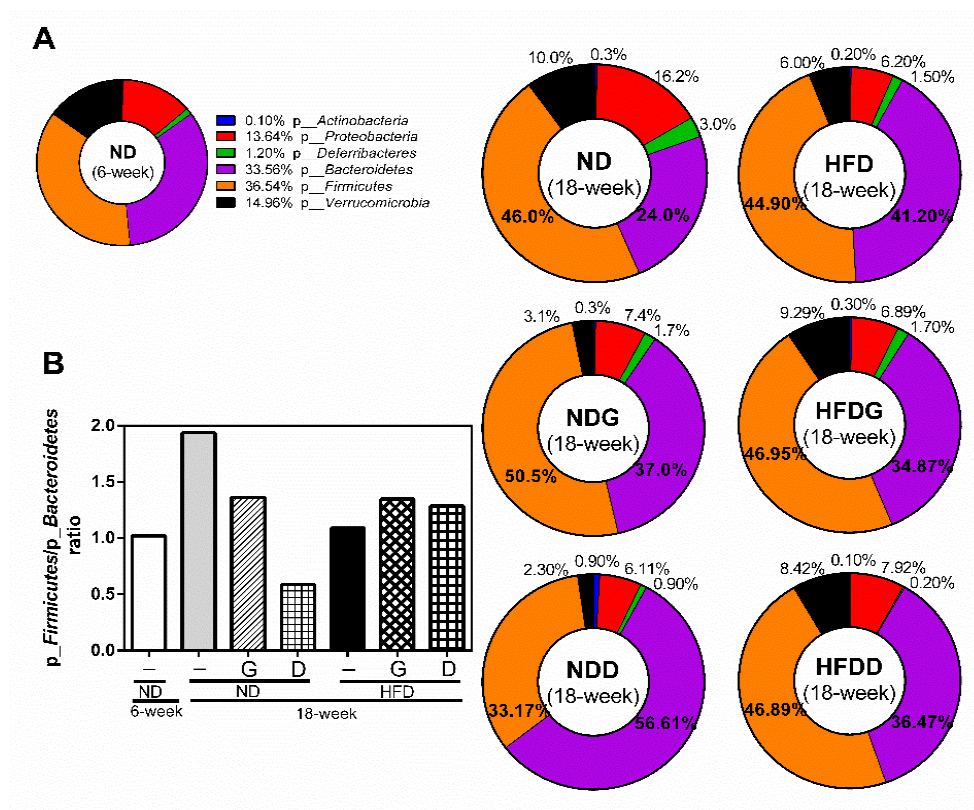 A
ND
(6-week)
0.10% p__Actinobacteria
13.64% p__Proteobacteria
1.20% p__Deferribacteres
33.56% p__Bacteroidetes
36.54% p__Firmicutes
14.96% p__Verrucomicrobia
10.0% 0.3%
16.2%
3.0%
ND
(18-week)
46.0% 24.0%
6.00% 0.20% 6.20%
1.50%
HFD
(18-week)
44.90% 41.20%
3.1% 0.3% 7.4%
1.7%
NDG
(18-week)
50.5% 37.0%
9.29% 0.30% 6.89%
1.70%
HFDG
(18-week)
46.95% 34.87%
B
p_Firmicutes/p_Bacteroidetes
ratio
2.0
1.5
1.0
0.5
0.0
– – G D – G D
ND ND HFD
6-week 18-week
2.30% 0.90% 6.11%
0.90%
NDD
(18-week)
33.17% 56.61%
8.42% 0.10% 7.92%
0.20%
HFDD
(18-week)
46.89% 36.47%